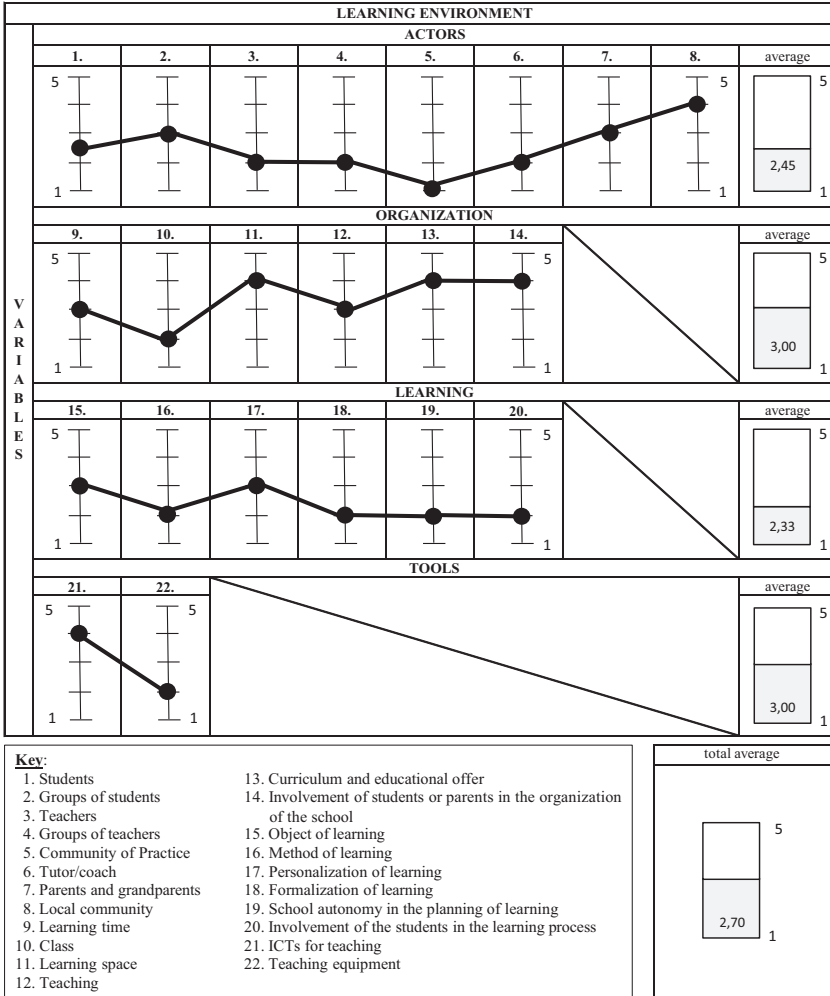 LEARNING ENVIRONMENT
VARIABLES
ACTORS
1. 2. 3. 4. 5. 6. 7. 8. average
5 5 5
1 1 2,45 1
ORGANIZATION
9. 10. 11. 12. 13. 14. average
5 5 5
1 1 3,00 1
LEARNING
15. 16. 17. 18. 19. 20. average
5 5 5
1 1 2,33 1
TOOLS
21. 22. average
5 5 5
1 1 3,00 1
Key:
1. Students
2. Groups of students
3. Teachers
4. Groups of teachers
5. Community of Practice
6. Tutor/coach
7. Parents and grandparents
8. Local community
9. Learning time
10. Class
11. Learning space
12. Teaching
13. Curriculum and educational offer
14. Involvement of students or parents in the organization
of the school
15. Object of learning
16. Method of learning
17. Personalization of learning
18. Formalization of learning
19. School autonomy in the planning of learning
20. Involvement of the students in the learning process
21. ICTs for teaching
22. Teaching equipment
total average
5
2,70
1